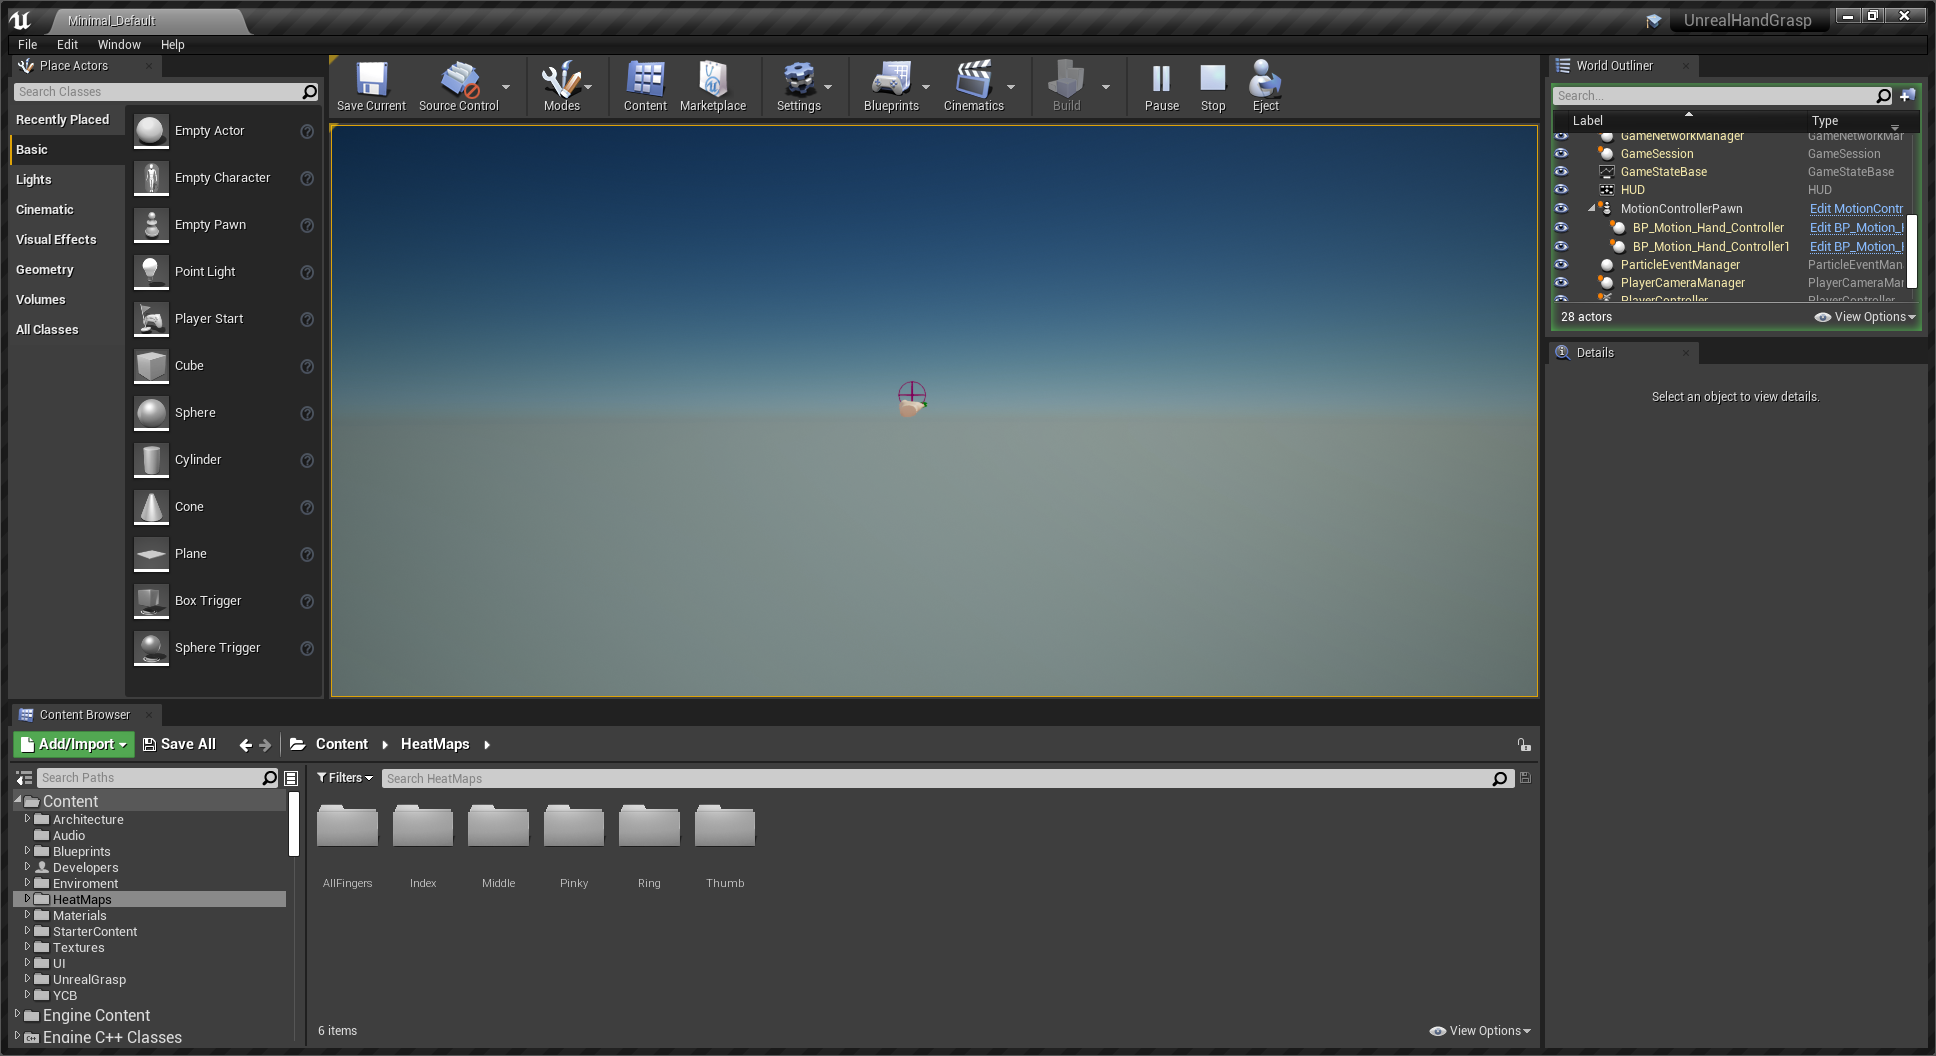 Minimal_Default
UnrealHandGrasp
File Edit Window Help
Place Actors
Search Classes
Recently Placed
Basic
Lights
Cinematic
Visual Effects
Geometry
Volumes
All Classes
Empty Actor
Empty Character
Empty Pawn
Point Light
Player Start
Cube
Sphere
Cylinder
Cone
Plane
Box Trigger
Sphere Trigger
Save Current
Source Control
Modes
Content
Marketplace
Settings
Blueprints
Cinematics
Build
Pause
Stop
Eject
World Outliner
Search...
Label Type
GameNetworkManager GameNetworkMar
GameSession GameSession
GameStateBase GameStateBase
HUD HUD
MotionControllerPawn Edit MotionContr
BP_Motion_Hand_Controller Edit BP_Motion_H
BP_Motion_Hand_Controller1 Edit BP_Motion_H
ParticleEventManager ParticleEventMan
PlayerCameraManager PlayerCameraMar
PlayerController PlayerController
28 actors
View Options
Details
Select an object to view details.
Content Browser
Add/Import Save All Content HeatMaps
Search Paths
Content
Architecture
Audio
Blueprints
Developers
Enviroment
HeatMaps
Materials
StarterContent
Textures
UI
UnrealGrasp
YCB
Engine Content
Engine C++ Classes
Filters
Search HeatMaps
AllFingers
Index
Middle
Pinky
Ring
Thumb
6 items
View Options